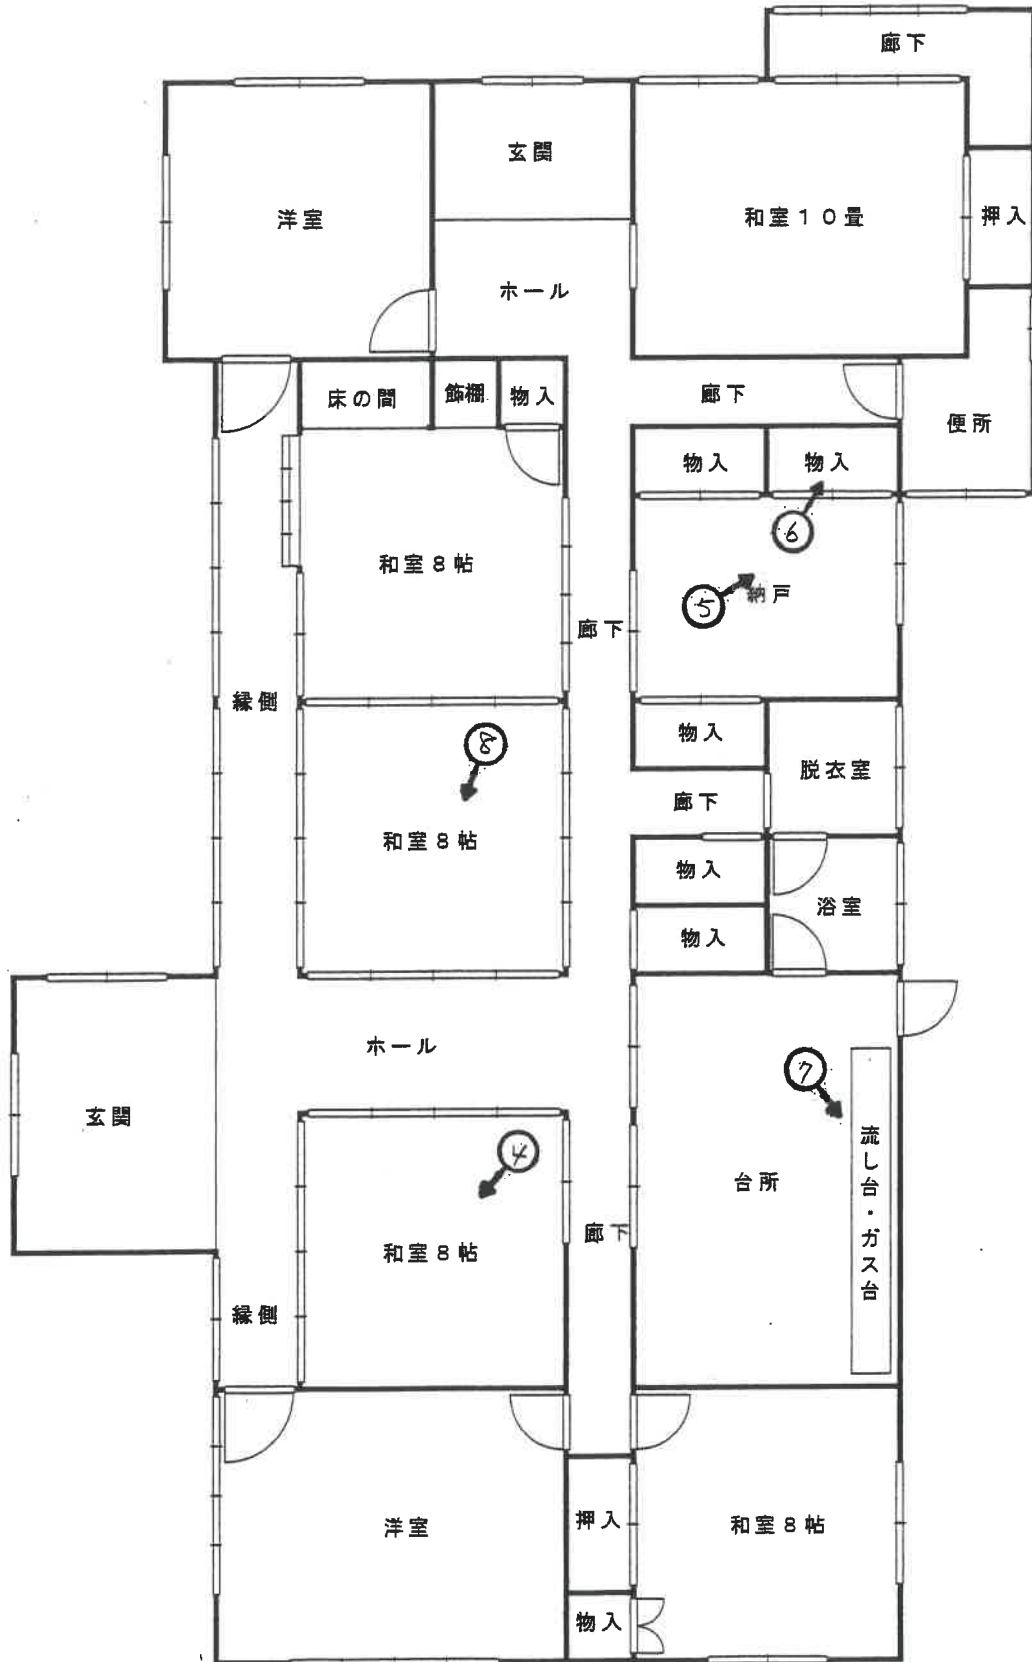 廊下
玄関
洋室
和室10畳
押入
ホール
床の間
飾棚
物入
廊下
便所
物入
物入
⑥
和室8帖
⑤
納戸
廊下
縁側
物入
⑧
脱衣室
廊下
和室8帖
物入
浴室
物入
ホール
⑦
玄関
④
流し台・ガス台
台所
廊下
和室8帖
縁側
押入
洋室
和室8帖
物入